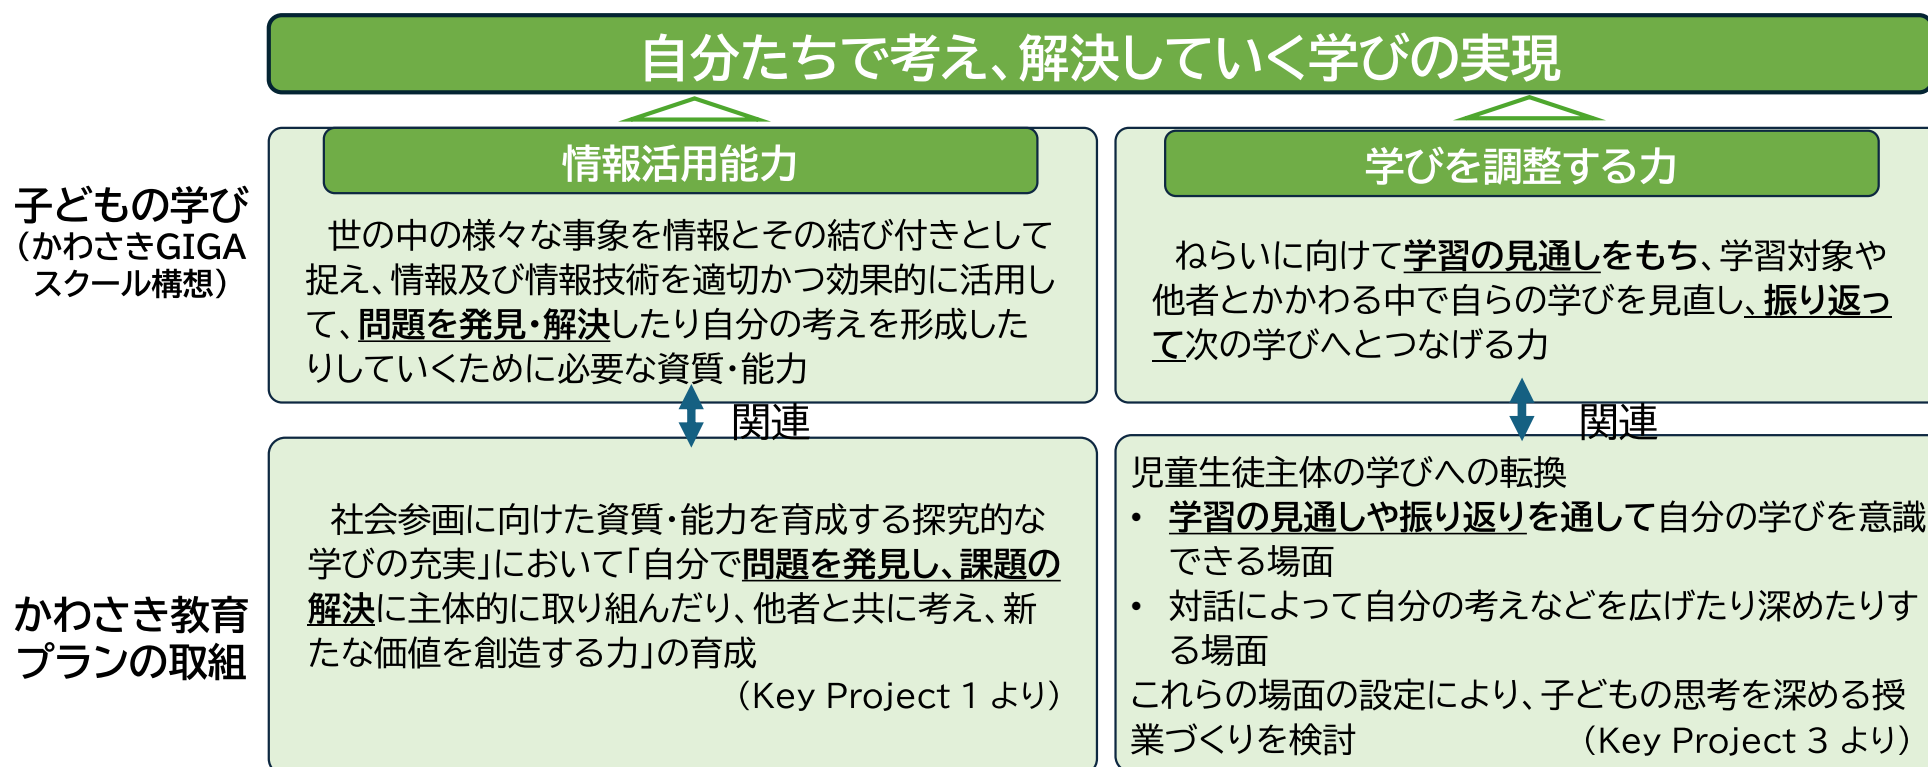 自分たちで考え、解決していく学びの実現
子どもの学び
(かわさきGIGA
スクール構想)
情報活用能力
世の中の様々な事象を情報とその結び付きとして
捉え、情報及び情報技術を適切かつ効果的に活用し
て、問題を発見・解決したり自分の考えを形成した
りしていくために必要な資質・能力
学びを調整する力
ねらいに向けて学習の見通しをもち、学習対象や
他者とかかわる中で自らの学びを見直し、振り返っ
て次の学びへとつなげる力
関連
関連
かわさき教育
プランの取組
社会参画に向けた資質・能力を育成する探究的な
学びの充実」において「自分で問題を発見し、課題の
解決に主体的に取り組んだり、他者と共に考え、新
たな価値を創造する力」の育成
(Key Project 1 より)
児童生徒主体の学びへの転換
• 学習の見通しや振り返りを通して自分の学びを意識
できる場面
• 対話によって自分の考えなどを広げたり深めたりす
る場面
これらの場面の設定により、子どもの思考を深める授
業づくりを検討 (Key Project 3 より)